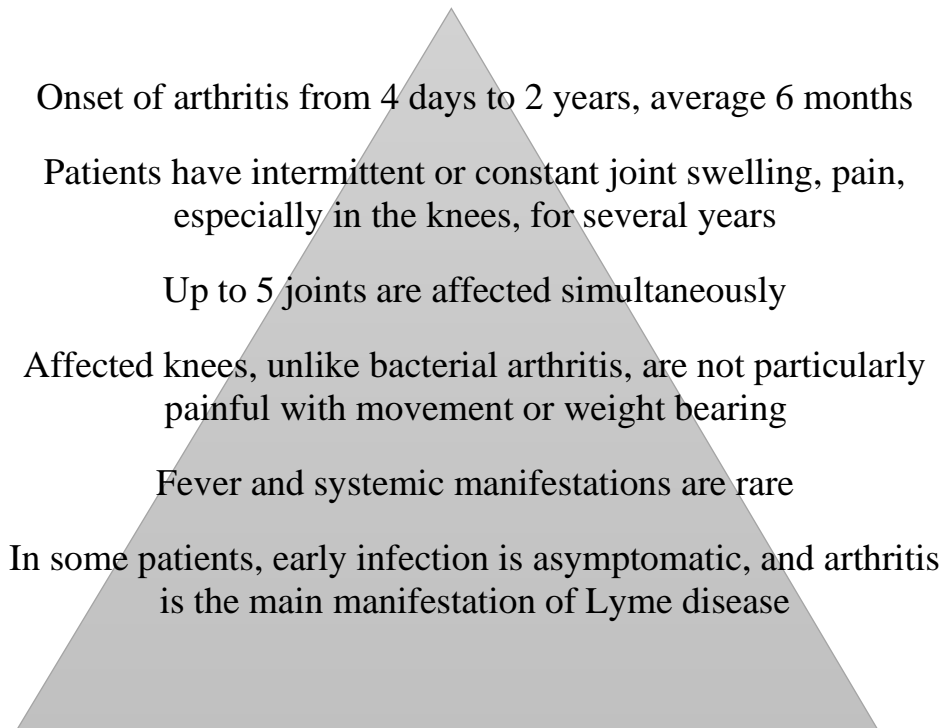 Onset of arthritis from 4 days to 2 years, average 6 months
Patients have intermittent or constant joint swelling, pain,
especially in the knees, for several years
Up to 5 joints are affected simultaneously
Affected knees, unlike bacterial arthritis, are not particularly
painful with movement or weight bearing
Fever and systemic manifestations are rare
In some patients, early infection is asymptomatic, and arthritis
is the main manifestation of Lyme disease